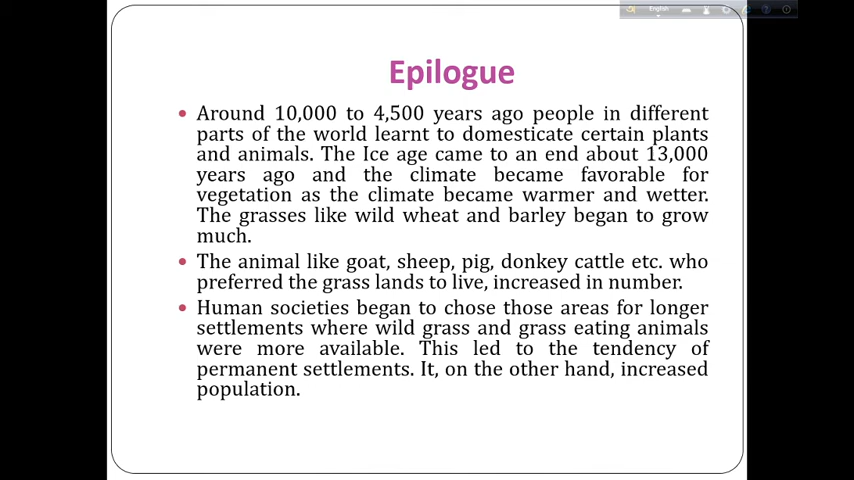 English
Epilogue
• Around 10,000 to 4,500 years ago people in different
parts of the world learnt to domesticate certain plants
and animals. The Ice age came to an end about 13,000
years ago and the climate became favorable for
vegetation as the climate became warmer and wetter.
The grasses like wild wheat and barley began to grow
much.
• The animal like goat, sheep, pig, donkey cattle etc. who
preferred the grass lands to live, increased in number.
• Human societies began to chose those areas for longer
settlements where wild grass and grass eating animals
were more available. This led to the tendency of
permanent settlements. It, on the other hand, increased
population.